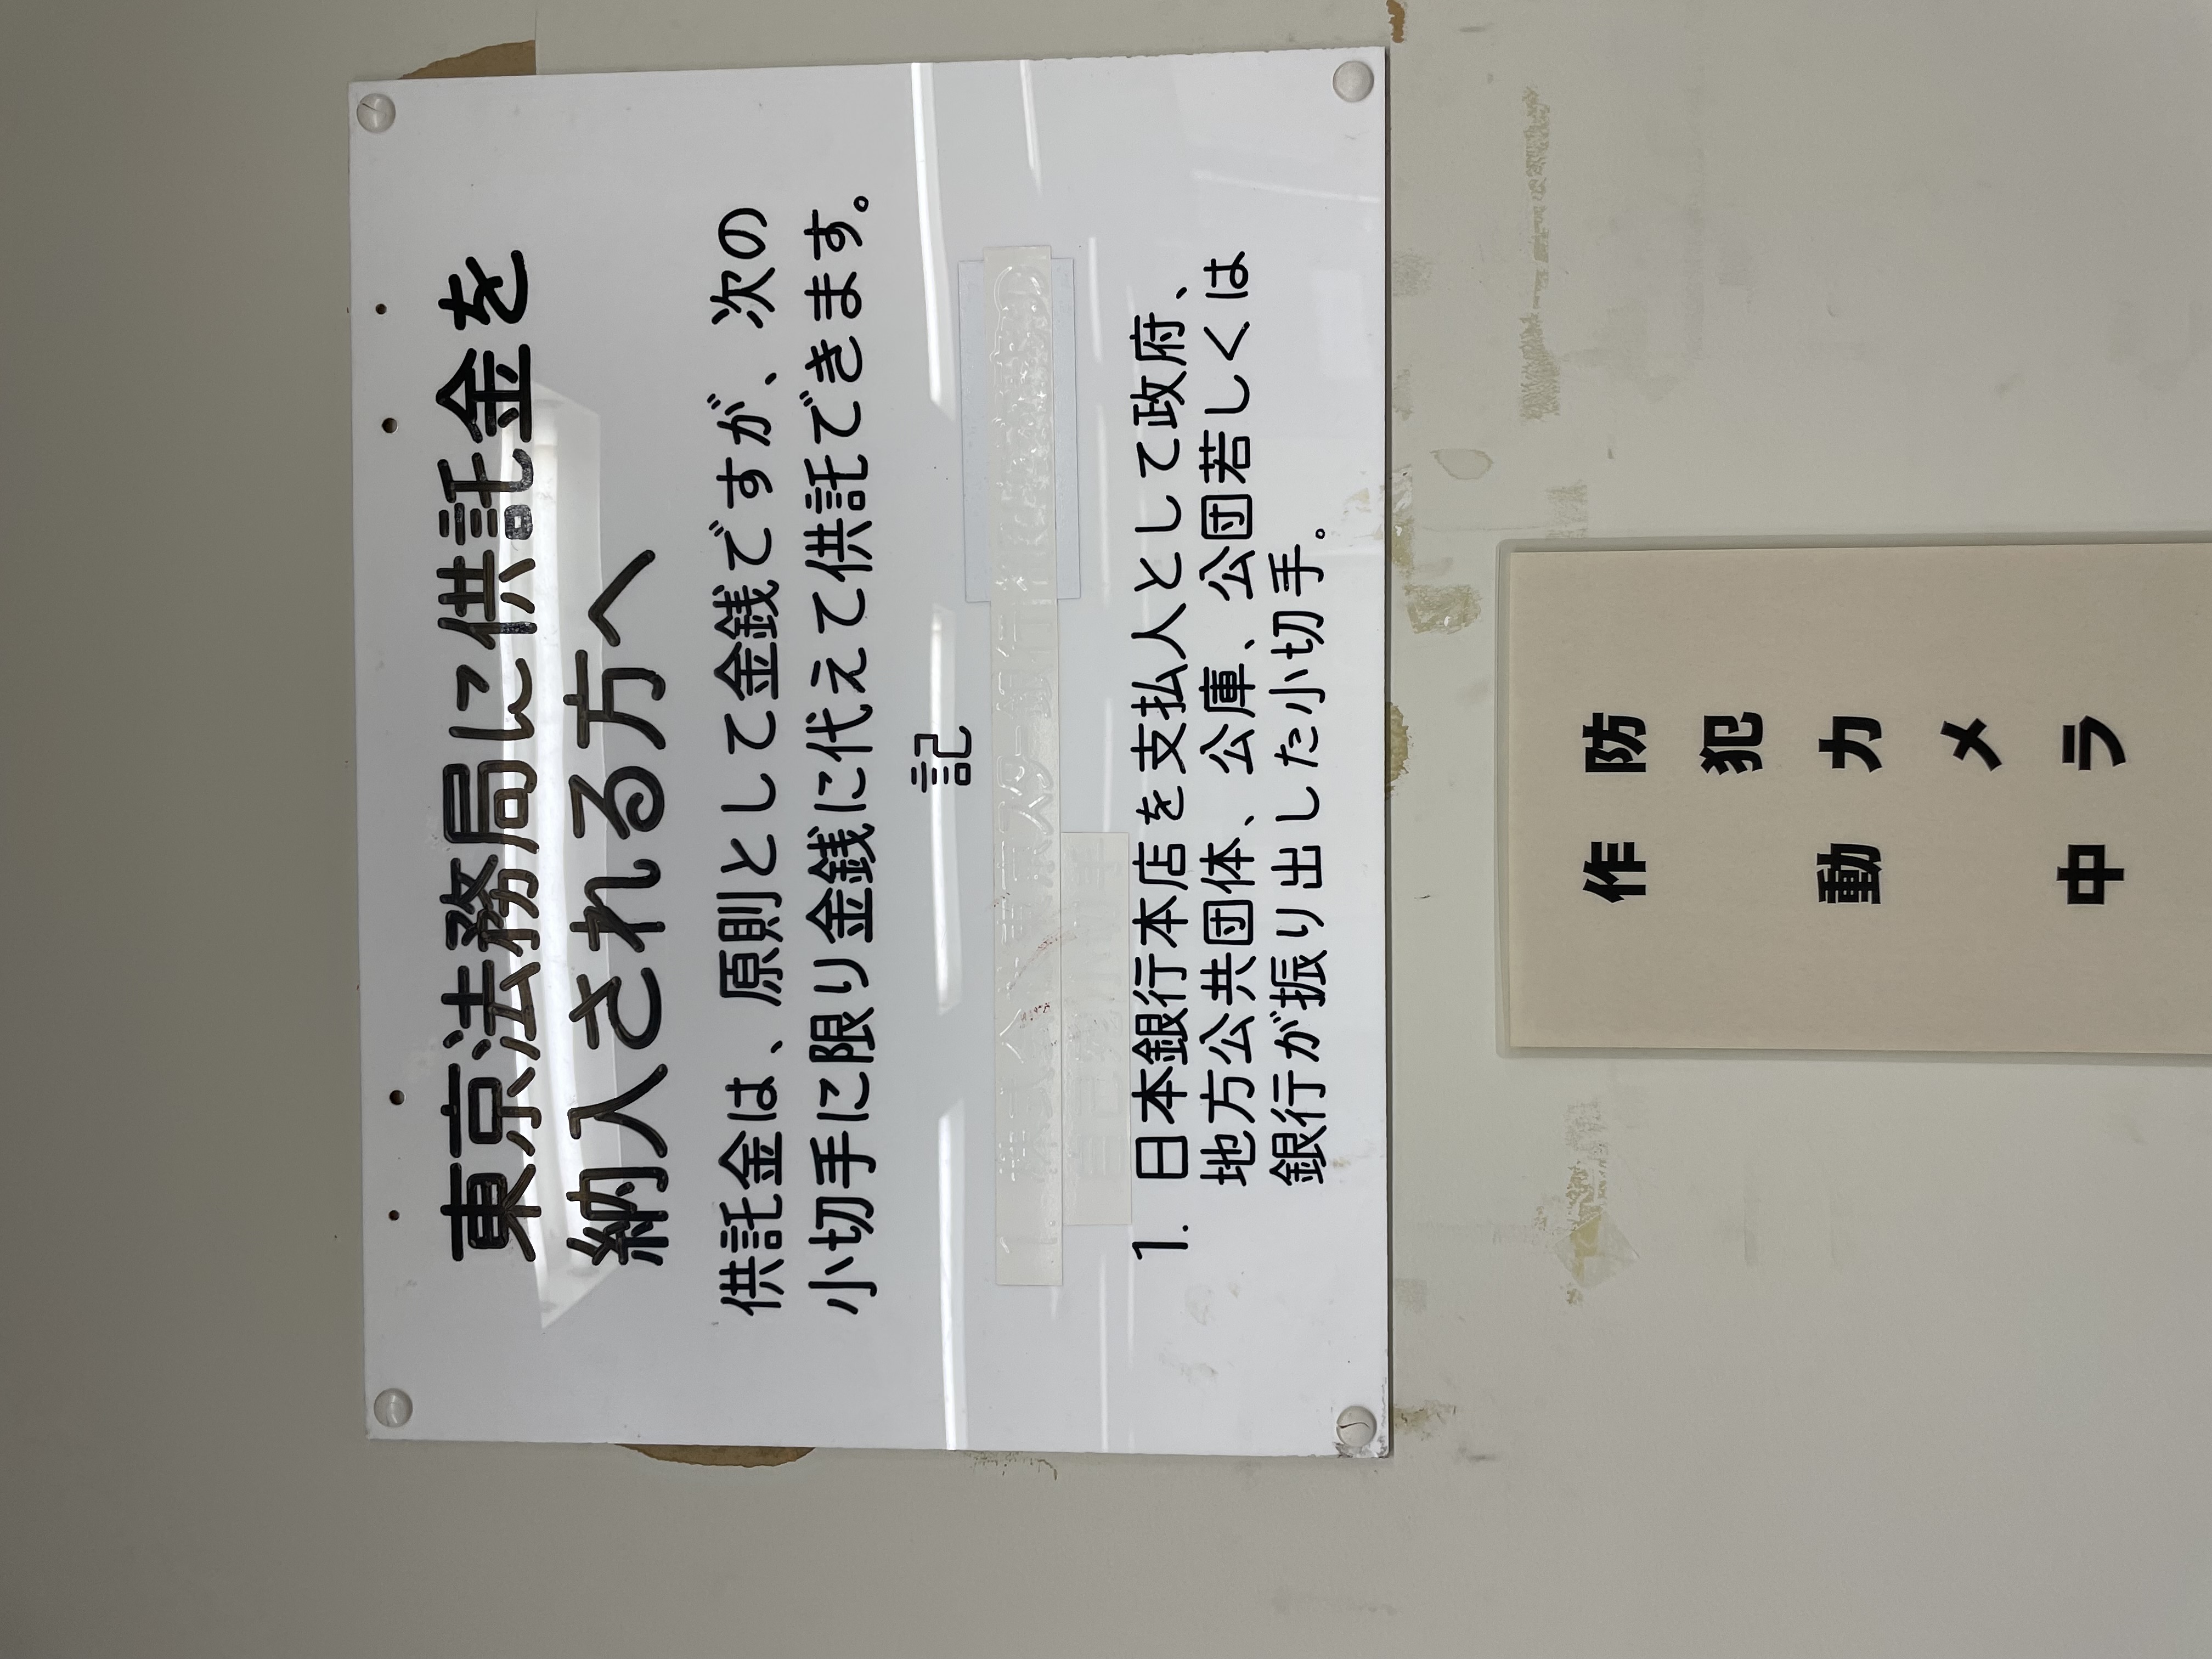 東京法務局に供託金を
納入される方へ
供託金は、原則として金銭ですが、次の
小切手に限り金銭に代えて供託できます。
記
1. 日本銀行本店を支払人として政府、
地方公共団体、公庫、公団若しくは
銀行が振り出した小切手。
防犯カメラ
作動中